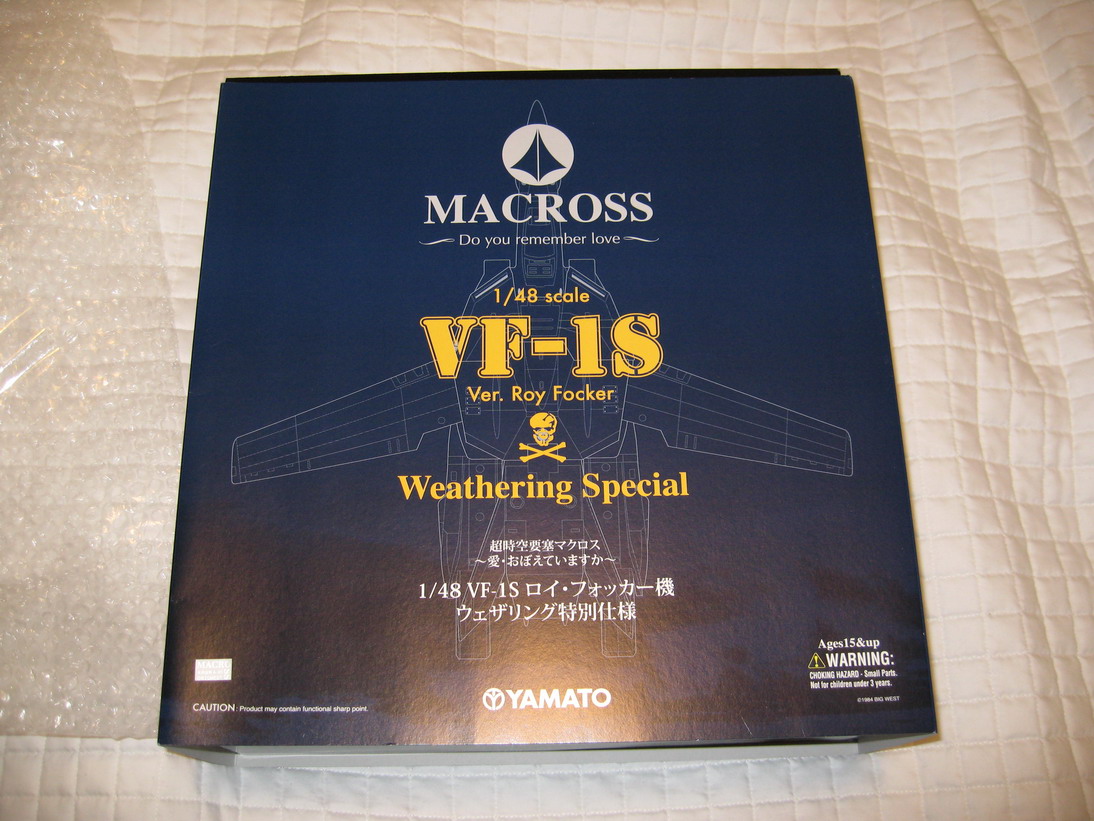 MACROSS
Do you remember love
1/48 scale
VF-1S
Ver. Roy Focker
Weathering Special
超時空要塞マクロス
～愛・おぼえていますか～
1/48 VF-1S ロイ・フォッカー機
ウェザリング特別仕様
Ages15&up
WARNING:
CHOKING HAZARD - Small Parts.
Not for children under 3 years.
©1984 BIG WEST
CAUTION: Product may contain functional sharp point.
YAMATO